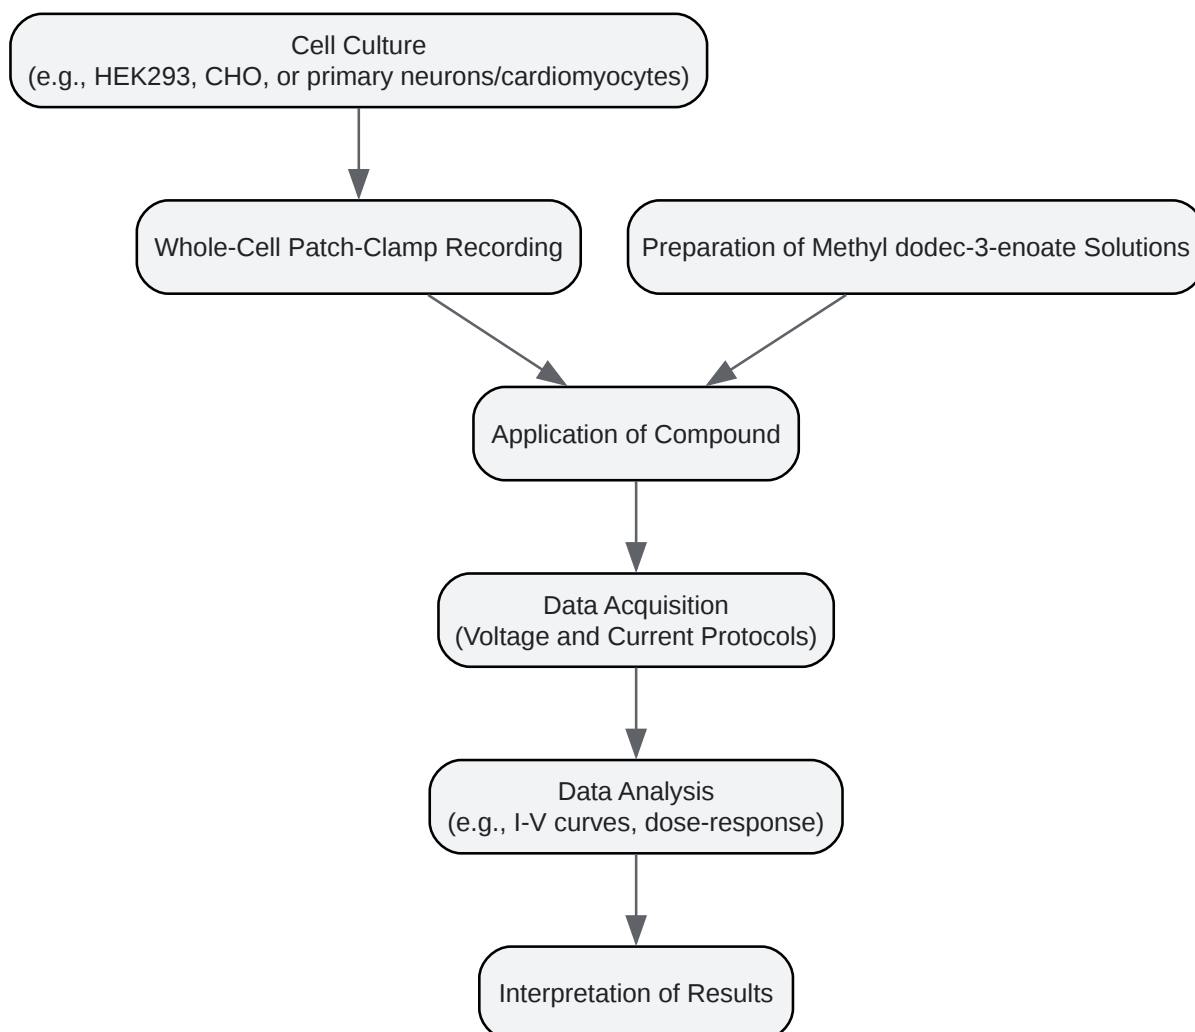 Cell Culture
(e.g., HEK293, CHO, or primary neurons/cardiomyocytes)
Whole-Cell Patch-Clamp Recording
Preparation of Methyl dodec-3-enoate Solutions
Application of Compound
Data Acquisition
(Voltage and Current Protocols)
Data Analysis
(e.g., I-V curves, dose-response)
Interpretation of Results